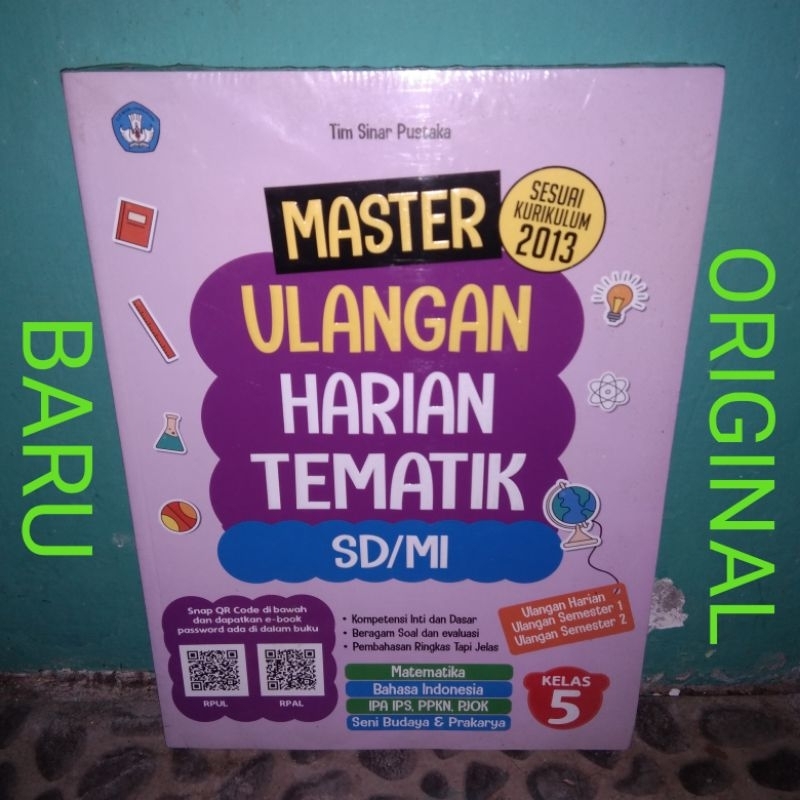 Tim Sinar Pustaka
MASTER
SESUAI
KURIKULUM
2013
ULANGAN
HARIAN
TEMATIK
SD/MI
BARU
ORIGINAL
Snap QR Code di bawah
dan dapatkan e-book
password ada di dalam buku
RPUL
RPAL
• Kompetensi Inti dan Dasar
• Beragam Soal dan evaluasi
• Pembahasan Ringkas Tapi Jelas
Ulangan Harian
Ulangan Semester 1
Ulangan Semester 2
Matematika
Bahasa Indonesia
IPA IPS, PPKN, PJOK
Seni Budaya & Prakarya
KELAS
5